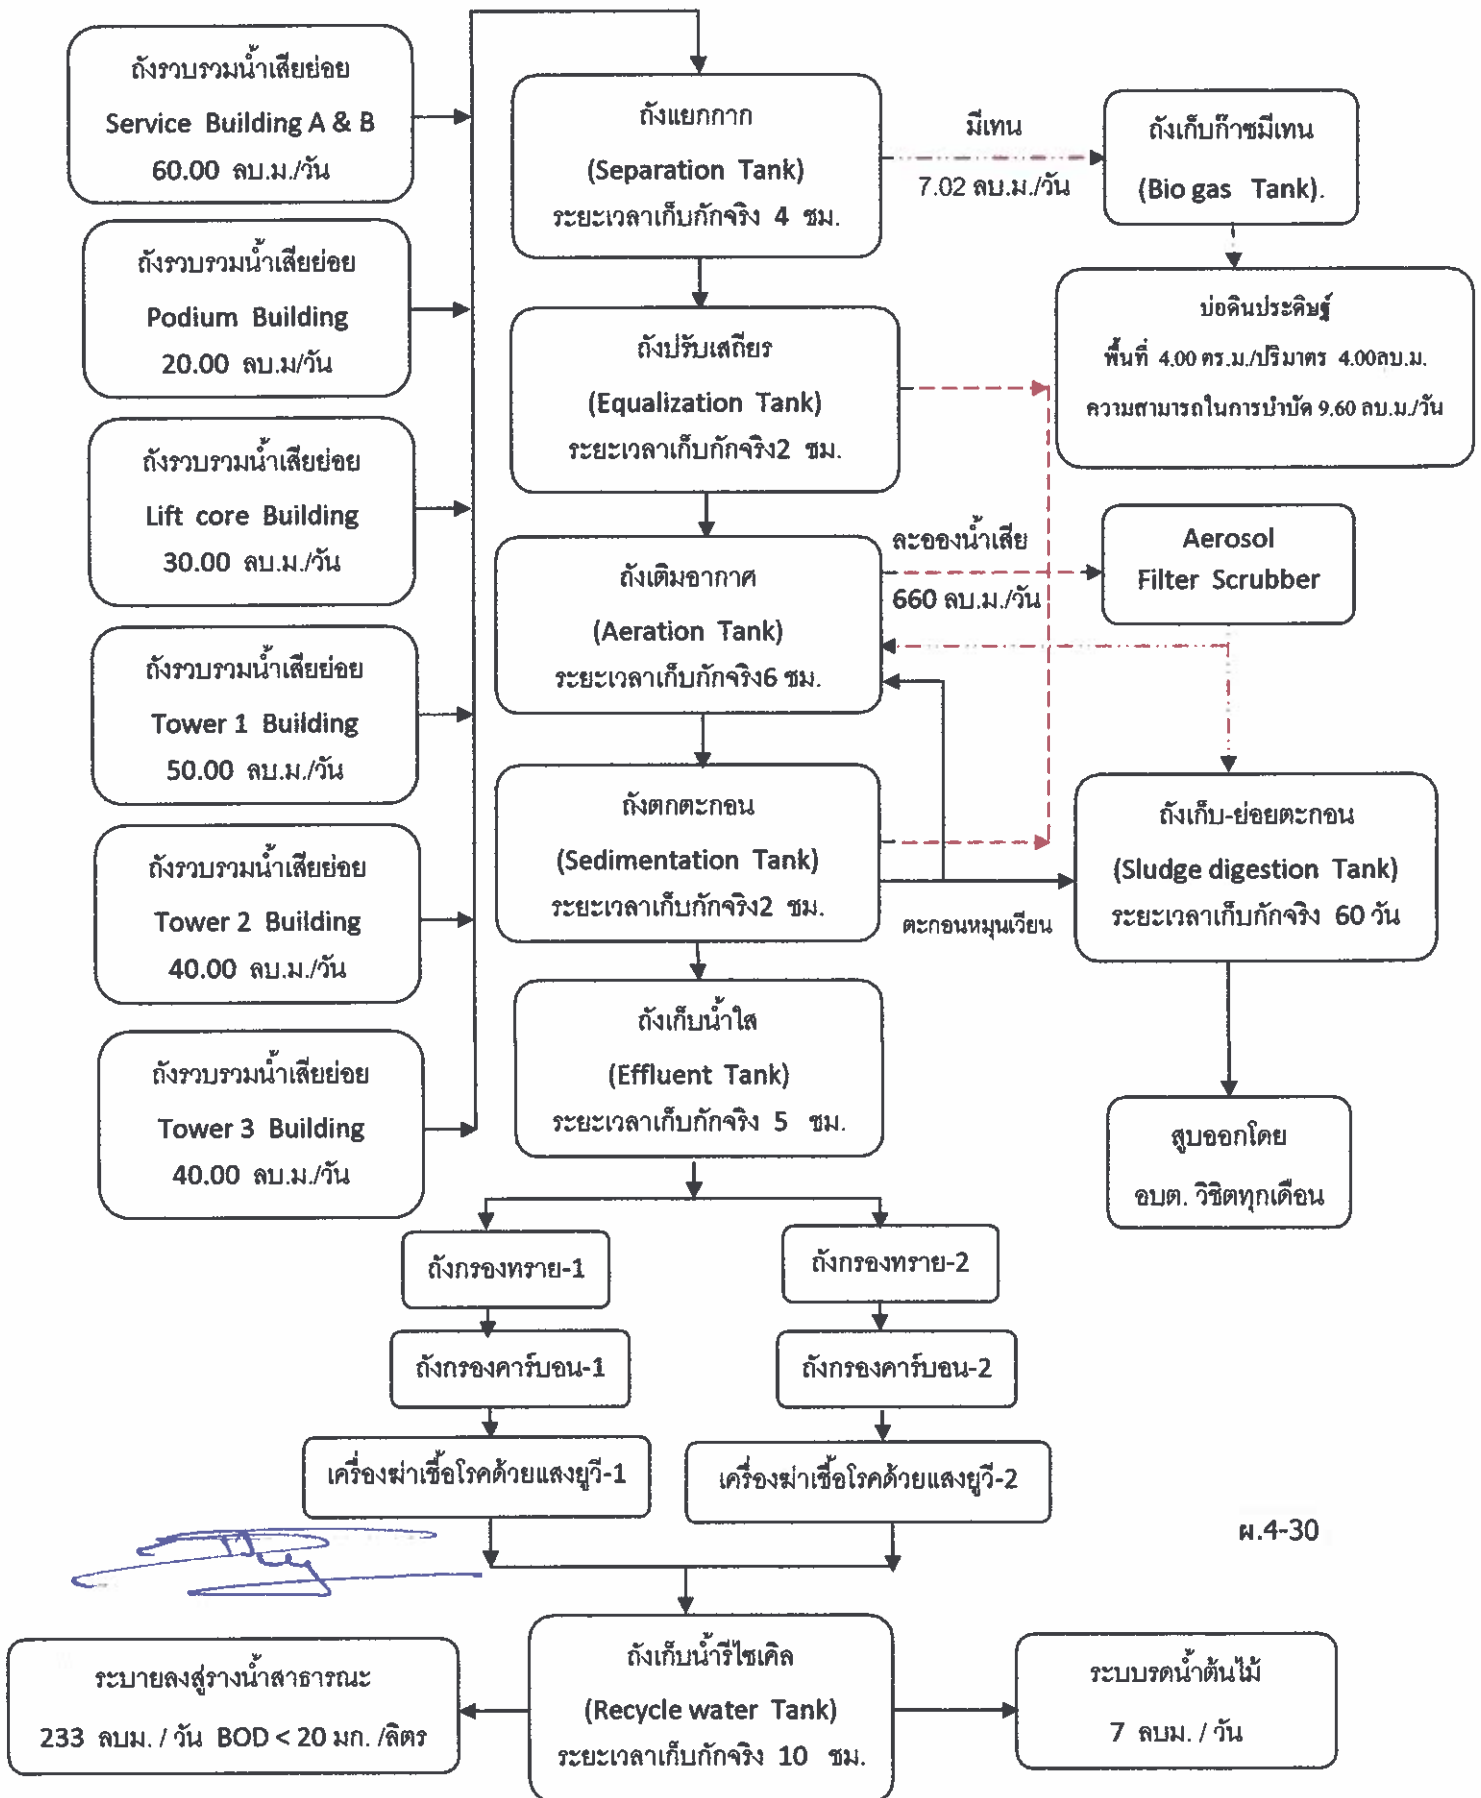 ถังรวบรวมน้ำเสียย่อย
Service Building A & B
60.00 ลบ.ม./วัน
ถังรวบรวมน้ำเสียย่อย
Podium Building
20.00 ลบ.ม/วัน
ถังรวบรวมน้ำเสียย่อย
Lift core Building
30.00 ลบ.ม./วัน
ถังรวบรวมน้ำเสียย่อย
Tower 1 Building
50.00 ลบ.ม./วัน
ถังรวบรวมน้ำเสียย่อย
Tower 2 Building
40.00 ลบ.ม./วัน
ถังรวบรวมน้ำเสียย่อย
Tower 3 Building
40.00 ลบ.ม./วัน
ถังแยกกาก
(Separation Tank)
ระยะเวลาเก็บกักจริง 4 ชม.
มีเทน
7.02 ลบ.ม./วัน
ถังเก็บก๊าซมีเทน
(Bio gas Tank).
บ่อดินประดิษฐ์
พื้นที่ 4.00 ตร.ม./ปริมาตร 4.00ลบ.ม.
ความสามารถในการบำบัด 9.60 ลบ.ม./วัน
ถังปรับเสถียร
(Equalization Tank)
ระยะเวลาเก็บกักจริง2 ชม.
ถังเติมอากาศ
(Aeration Tank)
ระยะเวลาเก็บกักจริง6 ชม.
ละอองน้ำเสีย
660 ลบ.ม./วัน
Aerosol
Filter Scrubber
ถังตกตะกอน
(Sedimentation Tank)
ระยะเวลาเก็บกักจริง2 ชม.
ตะกอนหมุนเวียน
ถังเก็บ-ย่อยตะกอน
(Sludge digestion Tank)
ระยะเวลาเก็บกักจริง 60 วัน
สูบออกโดย
อบต. วิชิตทุกเดือน
ถังเก็บน้ำใส
(Effluent Tank)
ระยะเวลาเก็บกักจริง 5 ชม.
ถังกรองทราย-1
ถังกรองทราย-2
ถังกรองคาร์บอน-1
ถังกรองคาร์บอน-2
เครื่องฆ่าเชื้อโรคด้วยแสงยูวี-1
เครื่องฆ่าเชื้อโรคด้วยแสงยูวี-2
ผ.4-30
ระบายลงสู่รางน้ำสาธารณะ
233 ลบม. / วัน BOD < 20 มก. /ลิตร
ถังเก็บน้ำรีไซเคิล
(Recycle water Tank)
ระยะเวลาเก็บกักจริง 10 ชม.
ระบบรดน้ำต้นไม้
7 ลบม. / วัน